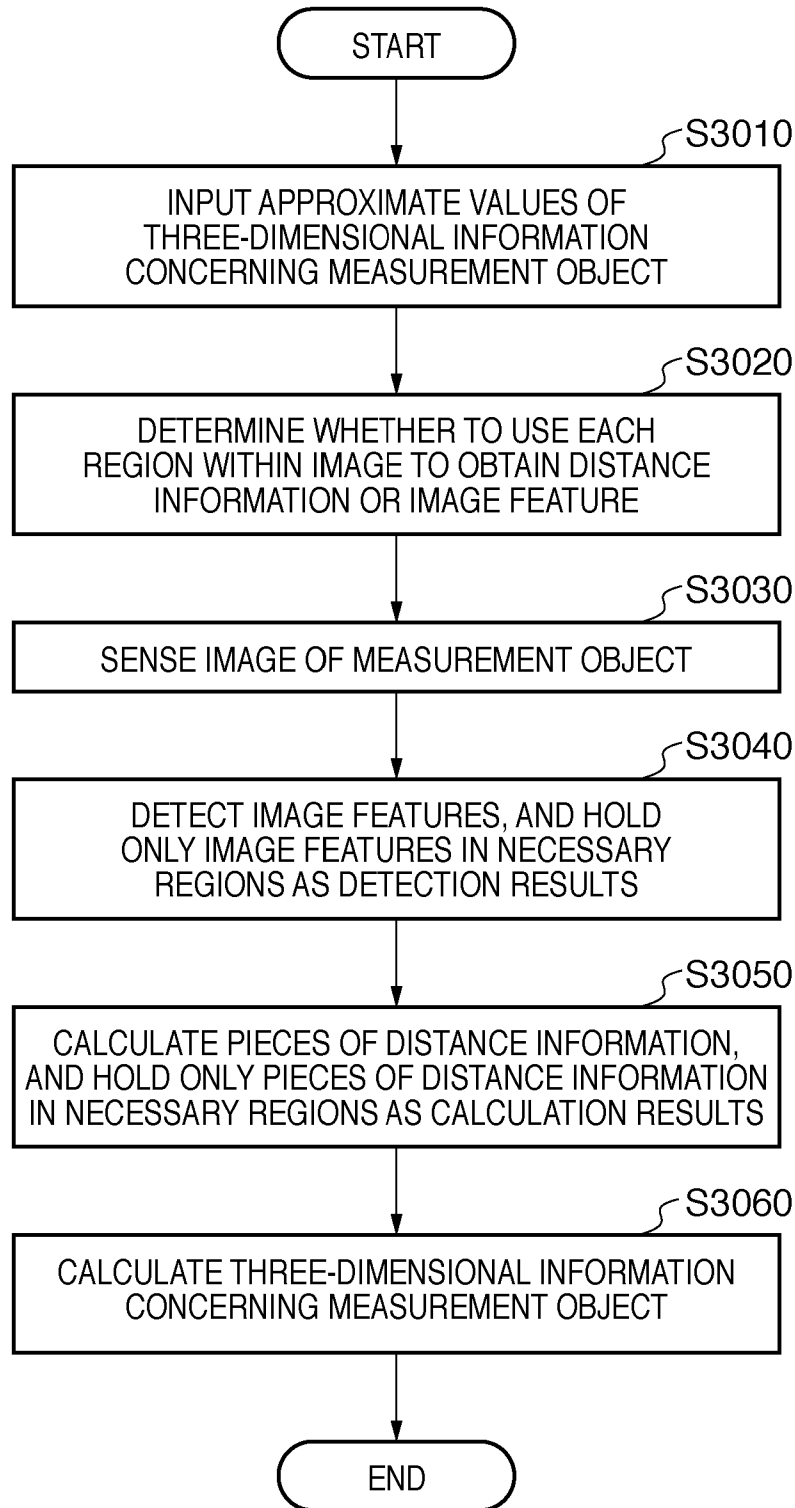 START
S3010
INPUT APPROXIMATE VALUES OF
THREE-DIMENSIONAL INFORMATION
CONCERNING MEASUREMENT OBJECT
S3020
DETERMINE WHETHER TO USE EACH
REGION WITHIN IMAGE TO OBTAIN DISTANCE
INFORMATION OR IMAGE FEATURE
S3030
SENSE IMAGE OF MEASUREMENT OBJECT
S3040
DETECT IMAGE FEATURES, AND HOLD
ONLY IMAGE FEATURES IN NECESSARY
REGIONS AS DETECTION RESULTS
S3050
CALCULATE PIECES OF DISTANCE INFORMATION,
AND HOLD ONLY PIECES OF DISTANCE INFORMATION
IN NECESSARY REGIONS AS CALCULATION RESULTS
S3060
CALCULATE THREE-DIMENSIONAL INFORMATION
CONCERNING MEASUREMENT OBJECT
END